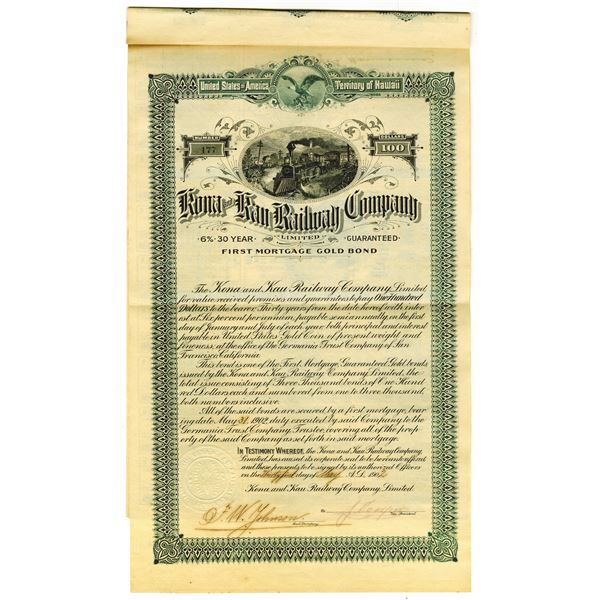 United States of America Territory of Hawaii
NUMBER DOLLARS
177 100
Kona and Kau Railway Company
LIMITED
6% 30 YEAR GUARANTEED
FIRST MORTGAGE GOLD BOND
The Kona and Kau Railway Company, Limited
for value received promises and guarantees to pay One Hundred
Dollars to the bearer Thirty years from the date hereof with inter
est at Six per cent per annum, payable semi annually, in the first
day of January and July of each year both principal and interest
payable in United States Gold Coin of present weight and
fineness, at the office of the Germania Trust Company of San
Francisco, California.
This bond is one of the First Mortgage, Guaranteed Gold bonds
issued by the Kona and Kau Railway Company, Limited, the
total issue consisting of Three Thousand bonds of One Hund
red Dollars each and numbered from one to three thousand
both numbers inclusive.
All of the said bonds are secured by a first mortgage, bear
ing date May 31, 1902, duly executed by said Company to the
Germania Trust Company, Trustee covering all of the prop
erty of the said Company as set forth in said mortgage.
IN TESTIMONY WHEREOF, the Kona and Kau Railway Company,
Limited, has caused its corporate seal to be hereunto affixed
and these presents to be signed by its authorized Officers
on the day of May A.D. 1902
Kona and Kau Railway Company, Limited.
F. W. Johnson